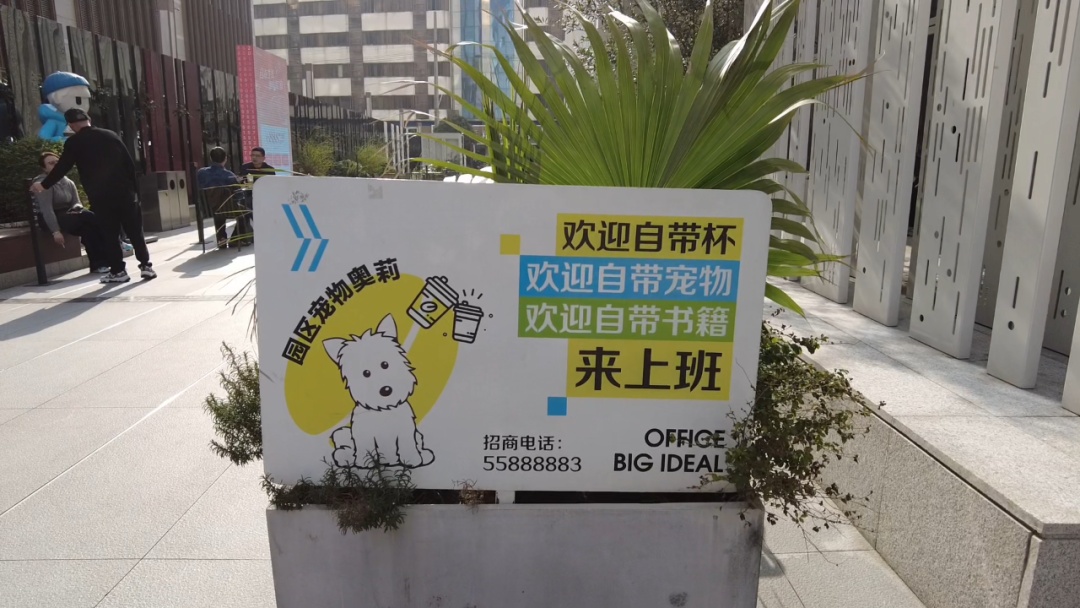 园区宠物奥莉
欢迎自带杯
欢迎自带宠物
欢迎自带书籍
来上班
招商电话：
55888883
OFFICE
BIG IDEAL